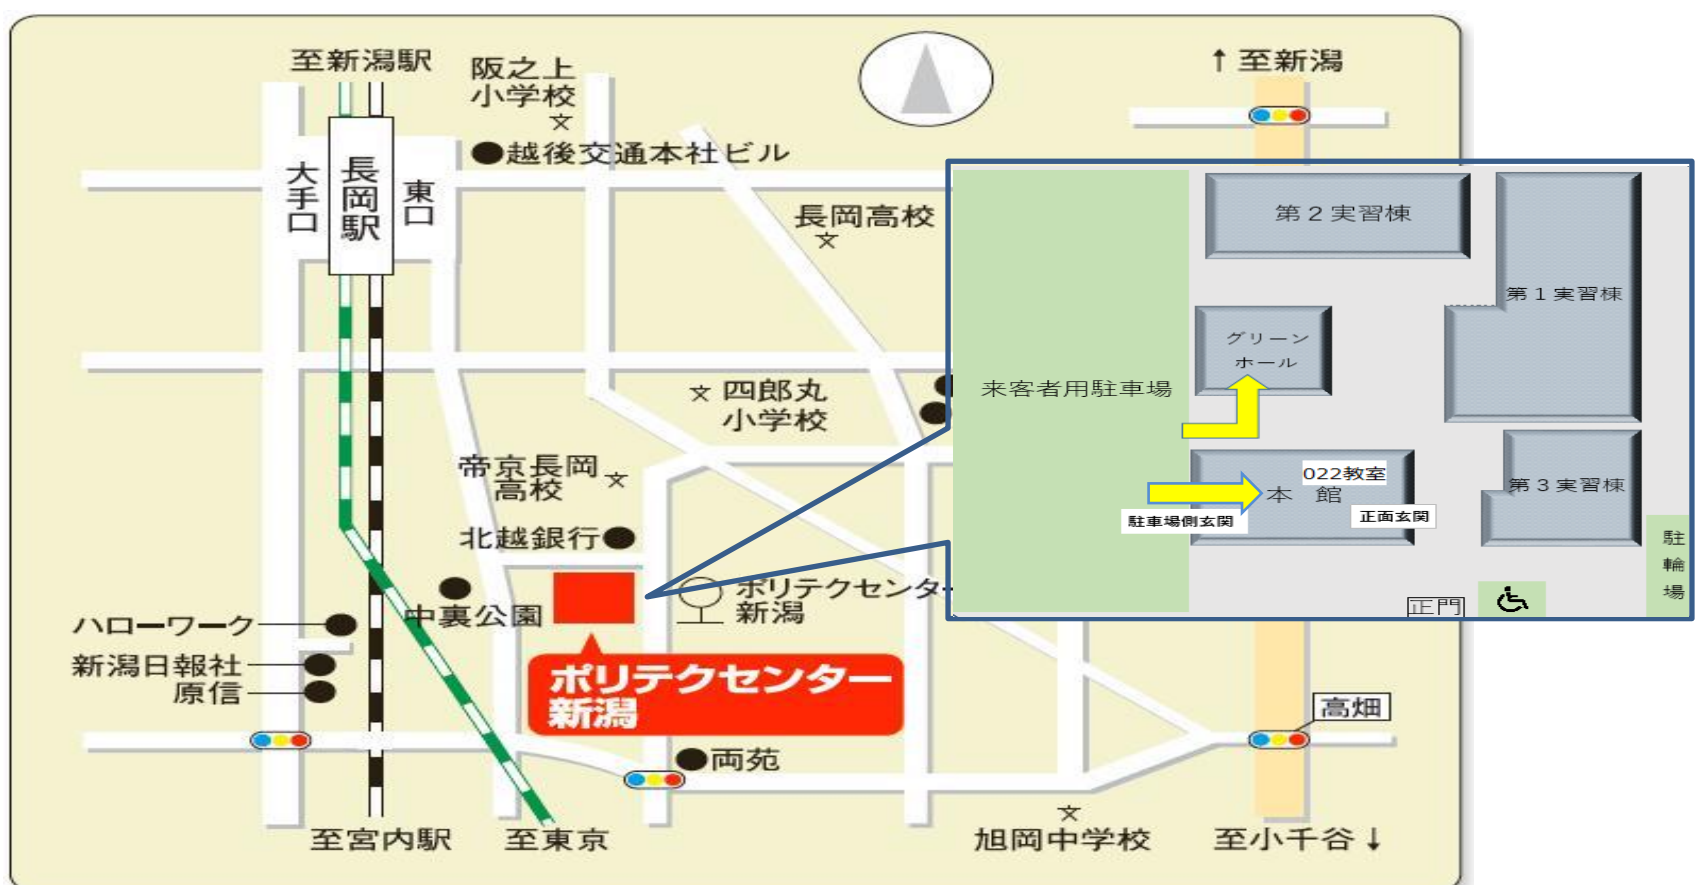 至新潟駅
阪之上
小学校
↑至新潟
越後交通本社ビル
大手口
長岡駅
東口
長岡高校
四郎丸
小学校
帝京長岡
高校
北越銀行
中裏公園
ポリテクセンター
新潟
ハローワーク
新潟日報社
原信
ポリテクセンター
新潟
高畑
両苑
至宮内駅
至東京
旭岡中学校
至小千谷↓
第2実習棟
第1実習棟
グリーン
ホール
来客者用駐車場
022教室
本 館
駐車場側玄関
正面玄関
第3実習棟
駐輪場
正門